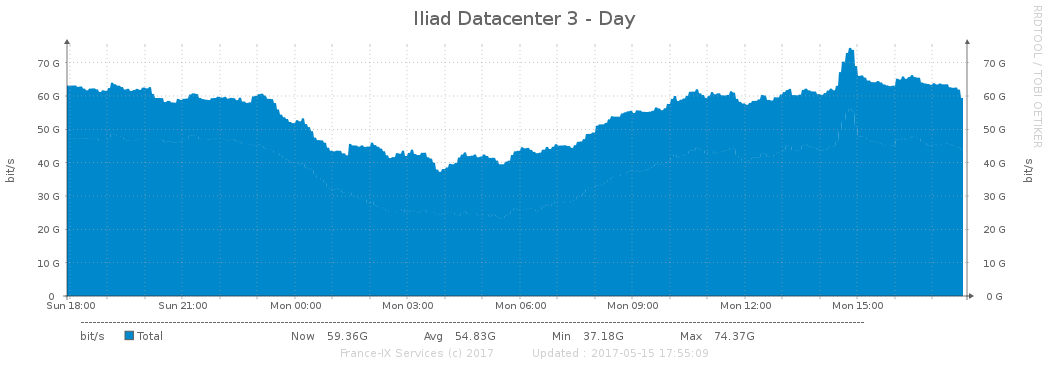 Iliad Datacenter 3 - Day
RRDTOOL / TOBI OETIKER
bit/s
70 G
60 G
50 G
40 G
30 G
20 G
10 G
0
70 G
60 G
50 G
40 G
30 G
20 G
10 G
0 G
bit/s
Sun 18:00 Sun 21:00 Mon 00:00 Mon 03:00 Mon 06:00 Mon 09:00 Mon 12:00 Mon 15:00
bit/s Total Now 59.36G Avg 54.83G Min 37.18G Max 74.37G
France-IX Services (c) 2017 Updated : 2017-05-15 17:55:09